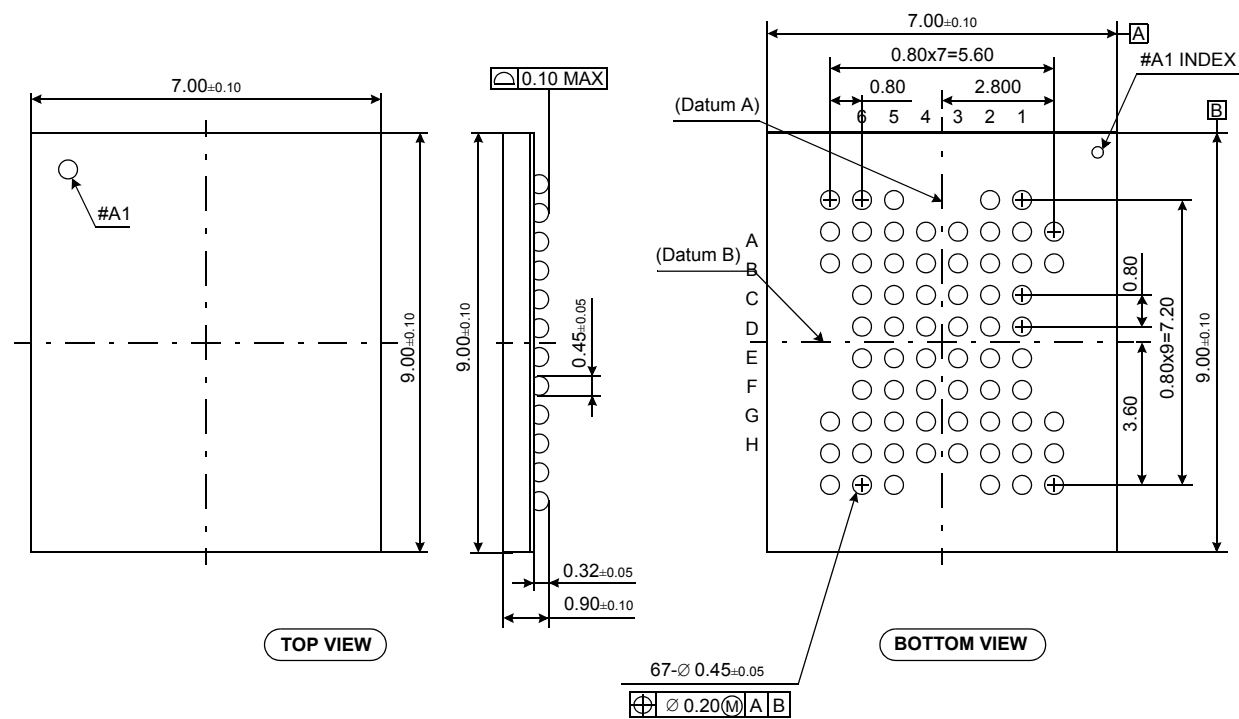 7.00±0.10
#A1
9.00±0.10
TOP VIEW
0.10 MAX
9.00±0.10
0.45±0.05
0.32±0.05
0.90±0.10
7.00±0.10
A
0.80x7=5.60
#A1 INDEX
0.80
2.800
(Datum A)
6 5 4 3 2 1
B
(Datum B)
A
B
C
D
E
F
G
H
0.80
0.80x9=7.20
3.60
9.00±0.10
BOTTOM VIEW
67-∅ 0.45±0.05
⌖ ∅ 0.20Ⓜ A B